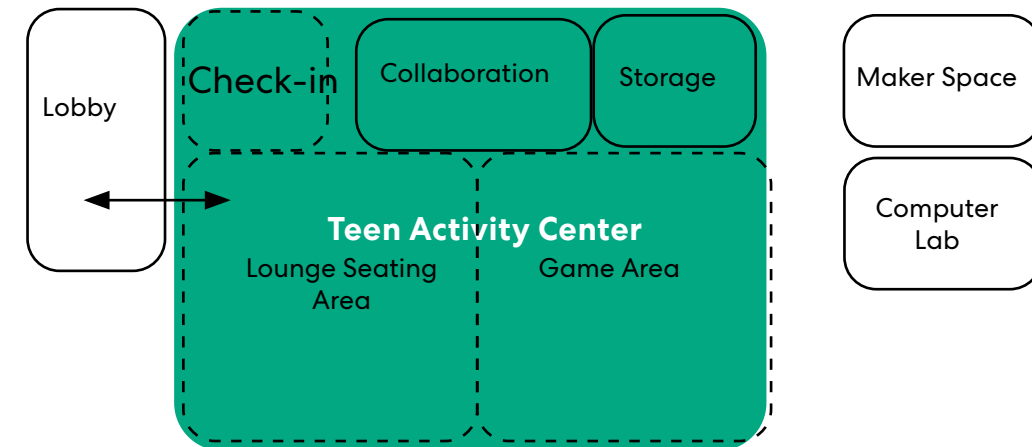 Lobby
Check-in
Collaboration
Storage
Maker Space
Teen Activity Center
Lounge Seating
Area
Game Area
Computer
Lab